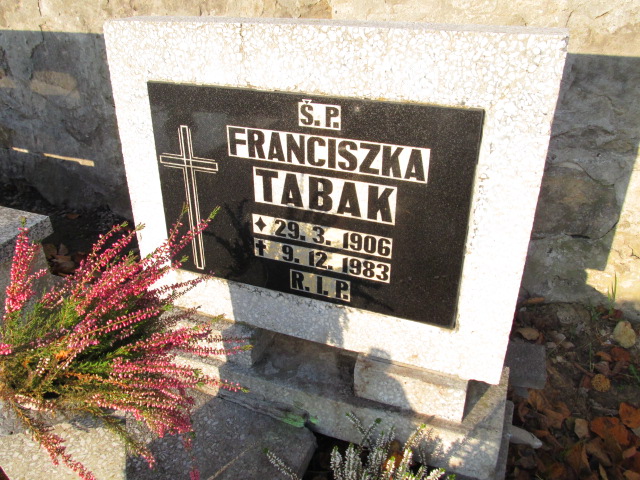 Ś. P.
FRANCISZKA
TABAK
✦ 29. 3. 1906
✝ 9. 12. 1983
R. I. P.